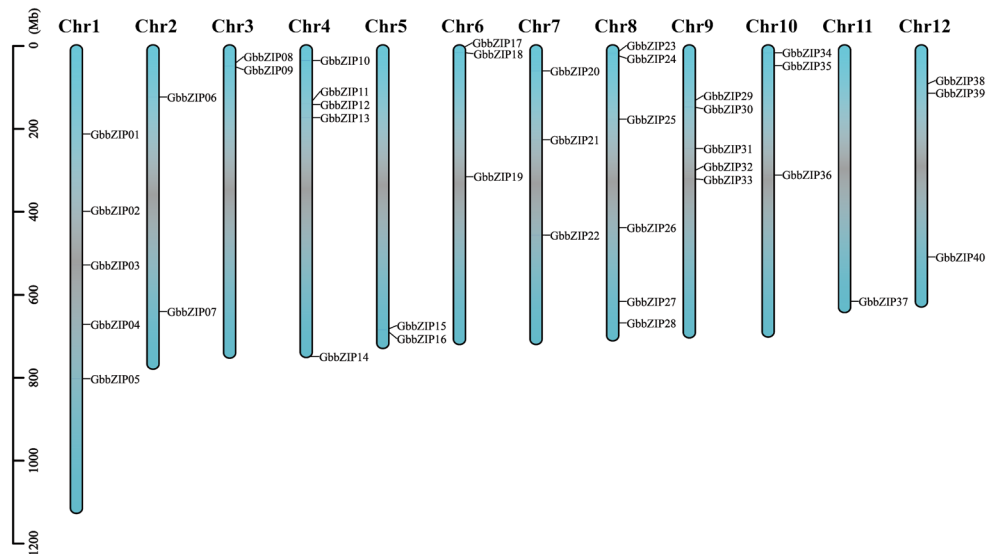 (Mb)
0
200
400
600
800
1000
1200
Chr1
GbbZIP01
GbbZIP02
GbbZIP03
GbbZIP04
GbbZIP05
Chr2
GbbZIP06
GbbZIP07
Chr3
GbbZIP08
GbbZIP09
Chr4
GbbZIP10
GbbZIP11
GbbZIP12
GbbZIP13
GbbZIP14
Chr5
GbbZIP15
GbbZIP16
Chr6
GbbZIP17
GbbZIP18
GbbZIP19
Chr7
GbbZIP20
GbbZIP21
GbbZIP22
Chr8
GbbZIP23
GbbZIP24
GbbZIP25
GbbZIP26
GbbZIP27
GbbZIP28
Chr9
GbbZIP29
GbbZIP30
GbbZIP31
GbbZIP32
GbbZIP33
Chr10
GbbZIP34
GbbZIP35
GbbZIP36
Chr11
GbbZIP37
Chr12
GbbZIP38
GbbZIP39
GbbZIP40